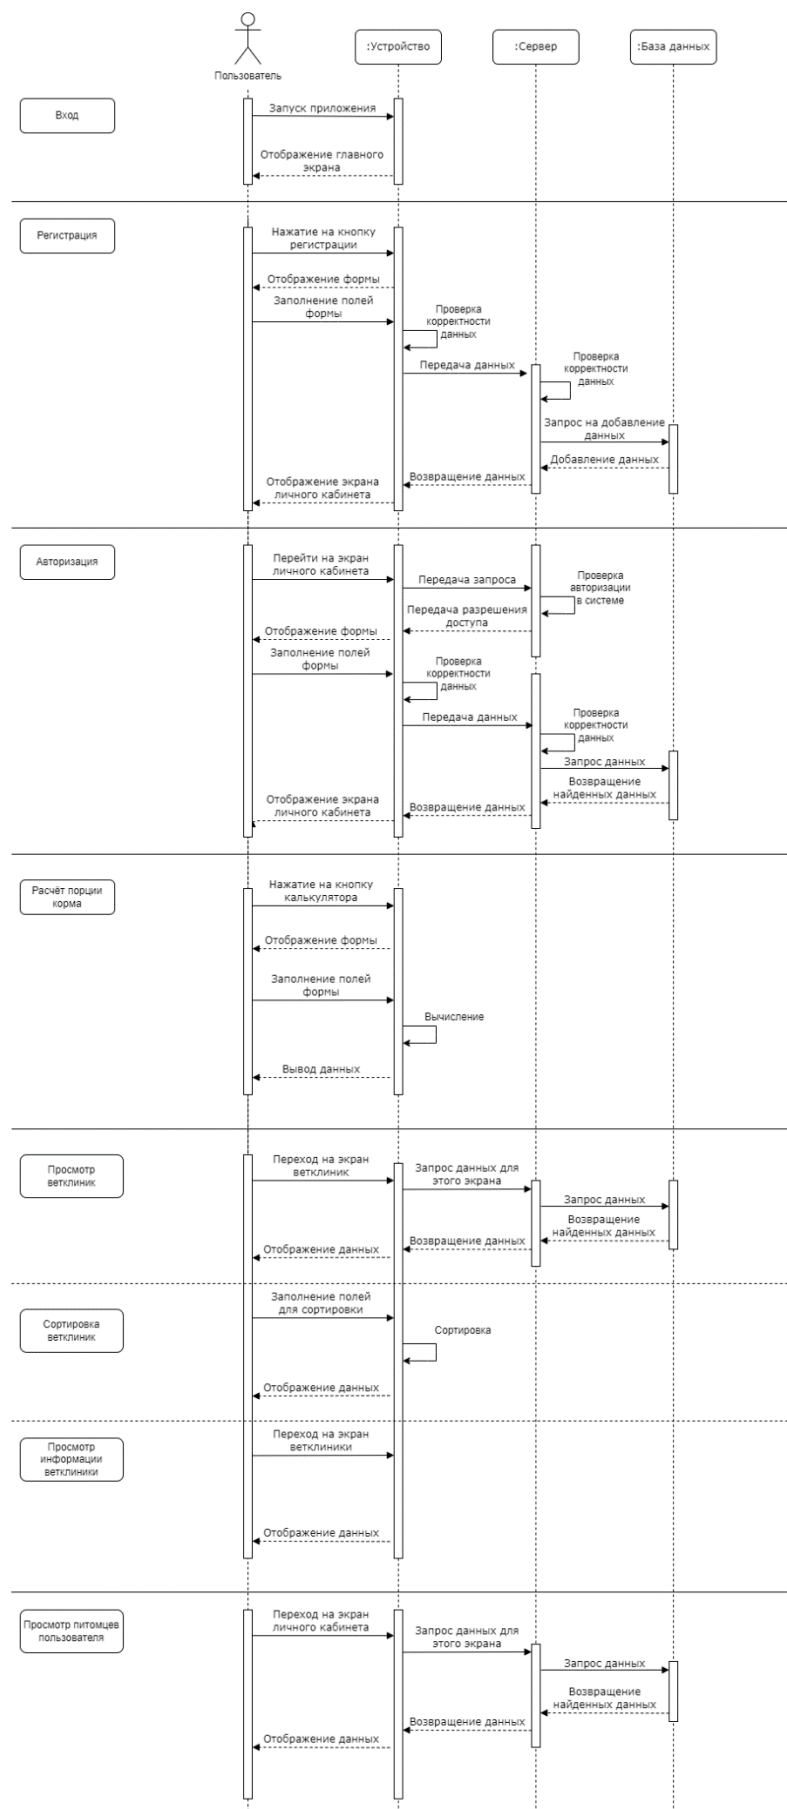 Пользователь
:Устройство
:Сервер
:База данных
Вход
Запуск приложения
Отображение главного
экрана
Регистрация
Нажатие на кнопку
регистрации
Отображение формы
Заполнение полей
формы
Проверка
корректности
данных
Передача данных
Проверка
корректности
данных
Запрос на добавление
данных
Добавление данных
Возвращение данных
Отображение экрана
личного кабинета
Авторизация
Перейти на экран
личного кабинета
Передача запроса
Проверка
авторизации
в системе
Передача разрешения
доступа
Отображение формы
Заполнение полей
формы
Проверка
корректности
данных
Передача данных
Проверка
корректности
данных
Запрос данных
Возвращение
найденных данных
Возвращение данных
Отображение экрана
личного кабинета
Расчёт порции
корма
Нажатие на кнопку
калькулятора
Отображение формы
Заполнение полей
формы
Вычисление
Вывод данных
Просмотр
ветклиник
Переход на экран
ветклиник
Запрос данных для
этого экрана
Запрос данных
Возвращение
найденных данных
Возвращение данных
Отображение данных
Сортировка
ветклиник
Заполнение полей
для сортировки
Сортировка
Отображение данных
Просмотр
информации
ветклиники
Переход на экран
ветклиники
Отображение данных
Просмотр питомцев
пользователя
Переход на экран
личного кабинета
Запрос данных для
этого экрана
Запрос данных
Возвращение
найденных данных
Возвращение данных
Отображение данных